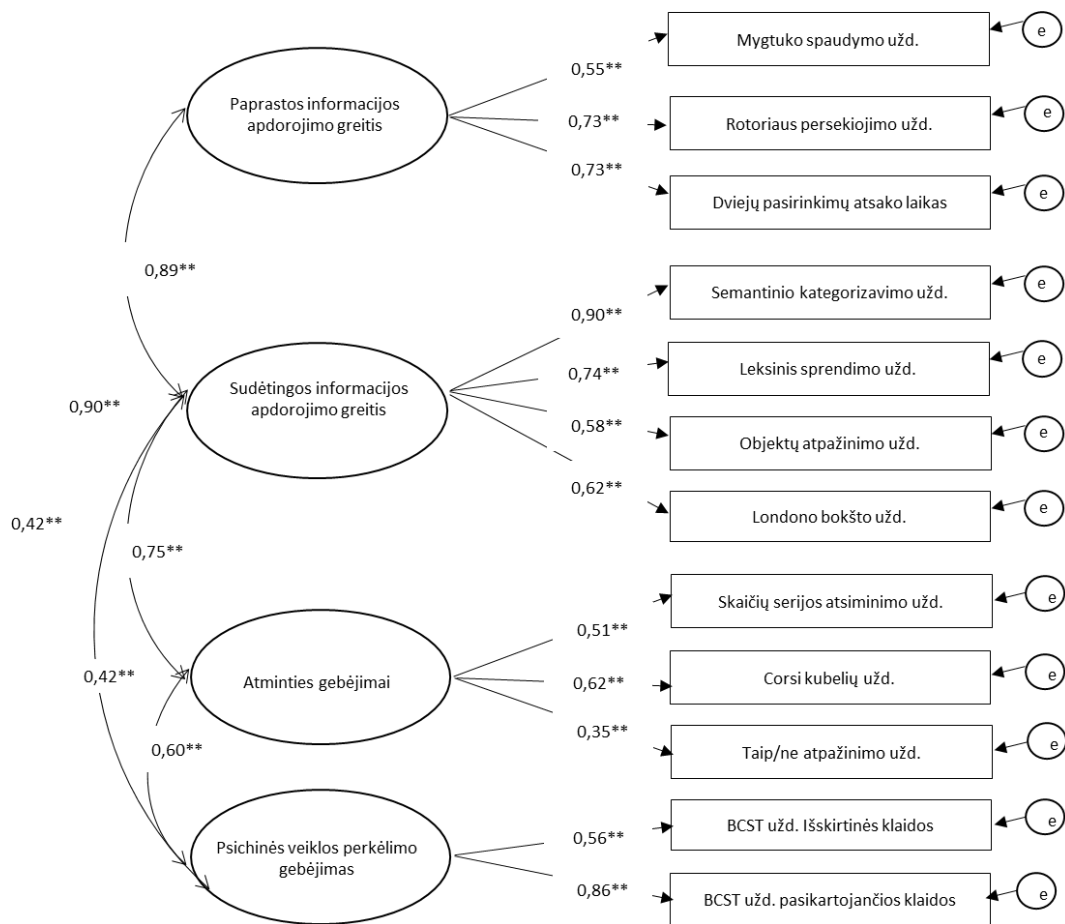 Mygtuko spaudymo užd.
e
0,55**
Paprastos informacijos
apdorojimo greitis
0,73**
Rotoriaus persekiojimo užd.
e
0,73**
Dviejų pasirinkimų atsako laikas
e
0,89**
Semantinio kategorizavimo užd.
e
0,90**
Leksinis sprendimo užd.
e
0,74**
Sudėtingos informacijos
apdorojimo greitis
0,90**
0,58**
Objektų atpažinimo užd.
e
0,62**
Londono bokšto užd.
e
0,42**
0,75**
Skaičių serijos atsiminimo užd.
e
0,51**
0,42**
Atminties gebėjimai
0,62**
Corsi kubelių užd.
e
0,35**
Taip/ne atpažinimo užd.
e
0,60**
BCST užd. Išskirtinės klaidos
e
0,56**
Psichinės veiklos perkėlimo
gebėjimas
0,86**
BCST užd. pasikartojančios klaidos
e